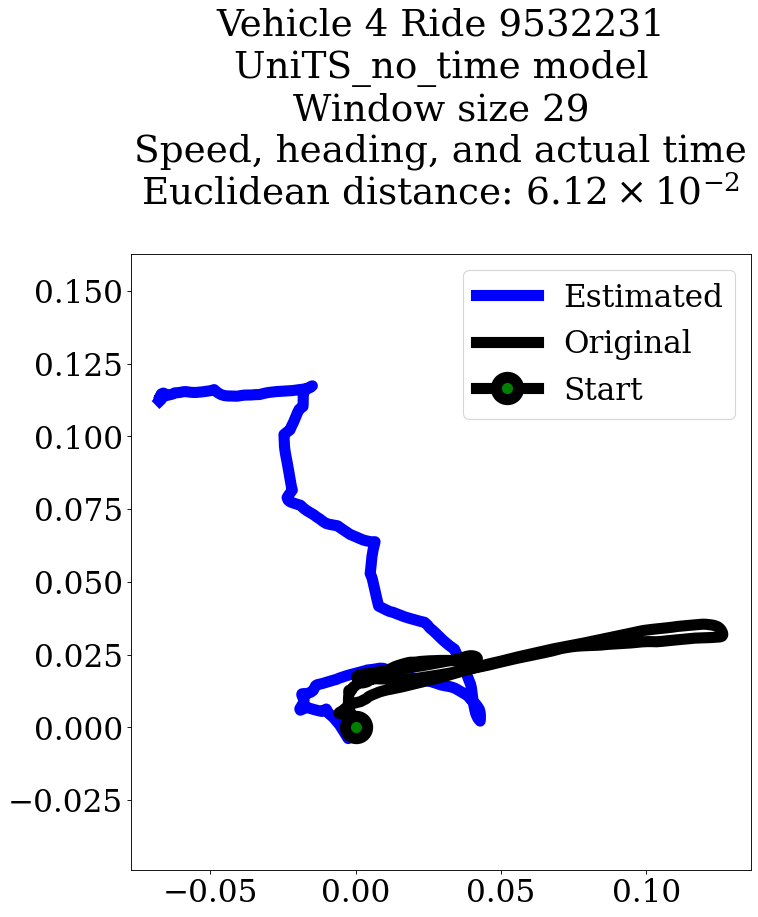 Vehicle 4 Ride 9532231
UniTS_no_time model
Window size 29
Speed, heading, and actual time
Euclidean distance: 6.12 × 10⁻²
Estimated
Original
Start
0.150
0.125
0.100
0.075
0.050
0.025
0.000
−0.025
−0.05 0.00 0.05 0.10